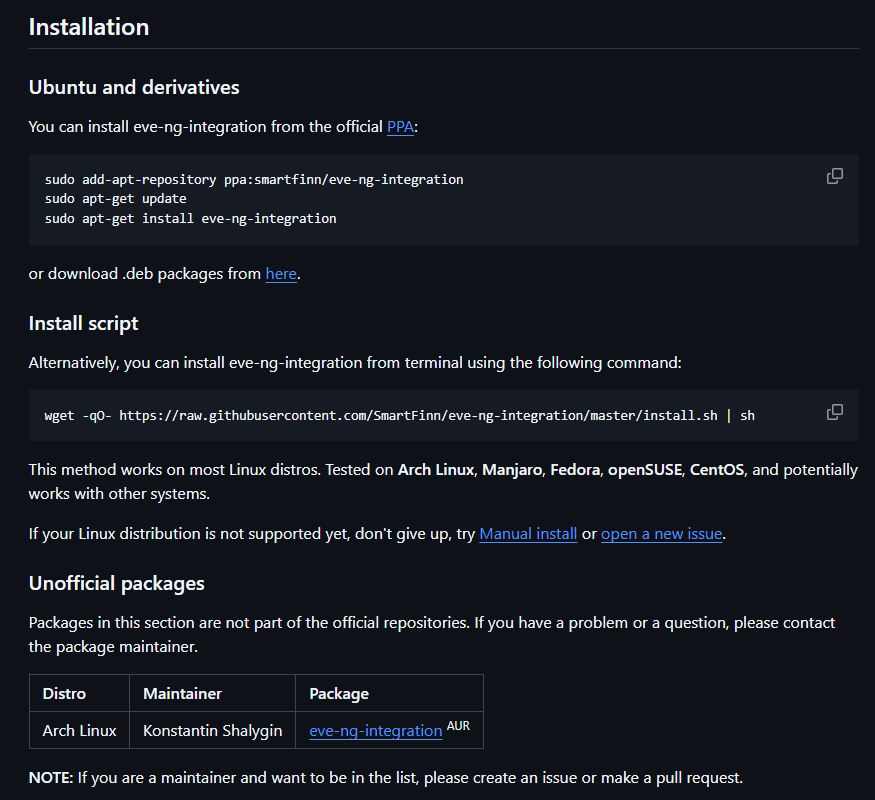 Installation
Ubuntu and derivatives
You can install eve-ng-integration from the official PPA:
sudo add-apt-repository ppa:smartfinn/eve-ng-integration
sudo apt-get update
sudo apt-get install eve-ng-integration
or download .deb packages from here.
Install script
Alternatively, you can install eve-ng-integration from terminal using the following command:
wget -qO- https://raw.githubusercontent.com/SmartFinn/eve-ng-integration/master/install.sh | sh
This method works on most Linux distros. Tested on Arch Linux, Manjaro, Fedora, openSUSE, CentOS, and potentially
works with other systems.
If your Linux distribution is not supported yet, don't give up, try Manual install or open a new issue.
Unofficial packages
Packages in this section are not part of the official repositories. If you have a problem or a question, please contact
the package maintainer.
Distro Maintainer Package
Arch Linux Konstantin Shalygin eve-ng-integration AUR
NOTE: If you are a maintainer and want to be in the list, please create an issue or make a pull request.